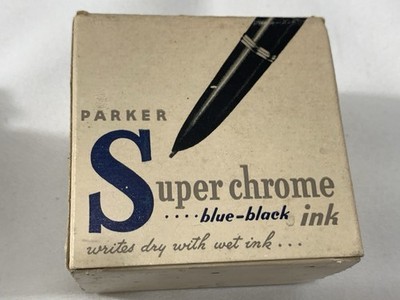 PARKER
Super chrome
....blue-black ink
writes dry with wet ink...